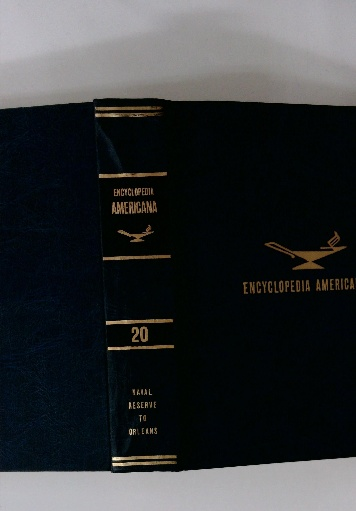 ENCYCLOPEDIA
AMERICANA
20
NAVAL
RESERVE
TO
ORLEANS
ENCYCLOPEDIA AMERICA